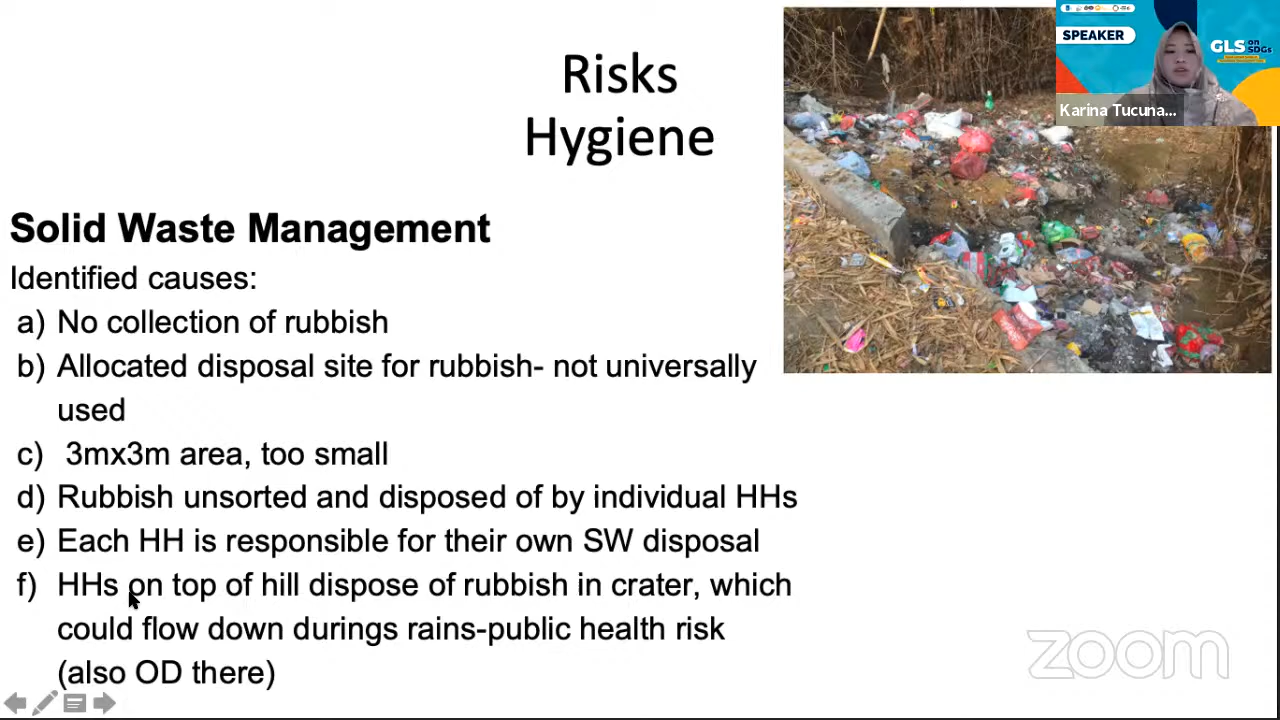 Risks
Hygiene
SPEAKER
GLS on SDGs
Karina Tucuna...
Solid Waste Management
Identified causes:
a) No collection of rubbish
b) Allocated disposal site for rubbish- not universally
used
c) 3mx3m area, too small
d) Rubbish unsorted and disposed of by individual HHs
e) Each HH is responsible for their own SW disposal
f) HHs on top of hill dispose of rubbish in crater, which
could flow down durings rains-public health risk
(also OD there)
zoom